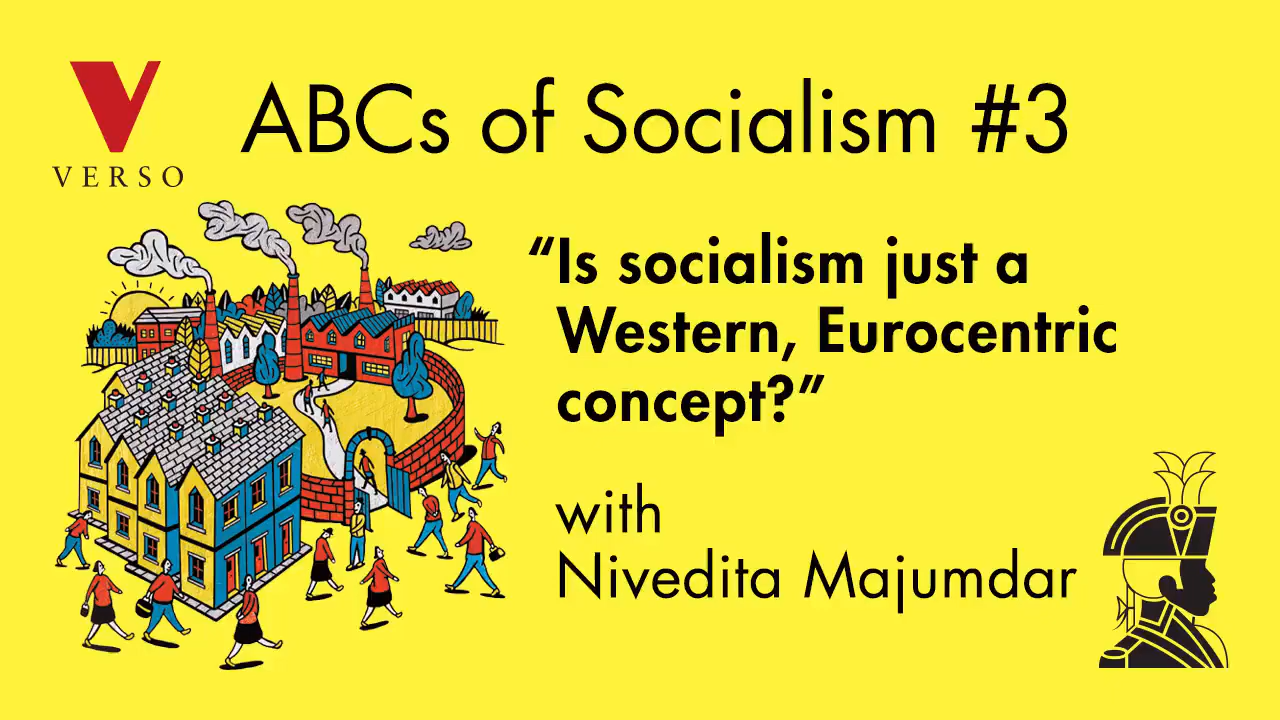 VERSO
ABCs of Socialism #3
“Is socialism just a
Western, Eurocentric
concept?”
with
Nivedita Majumdar